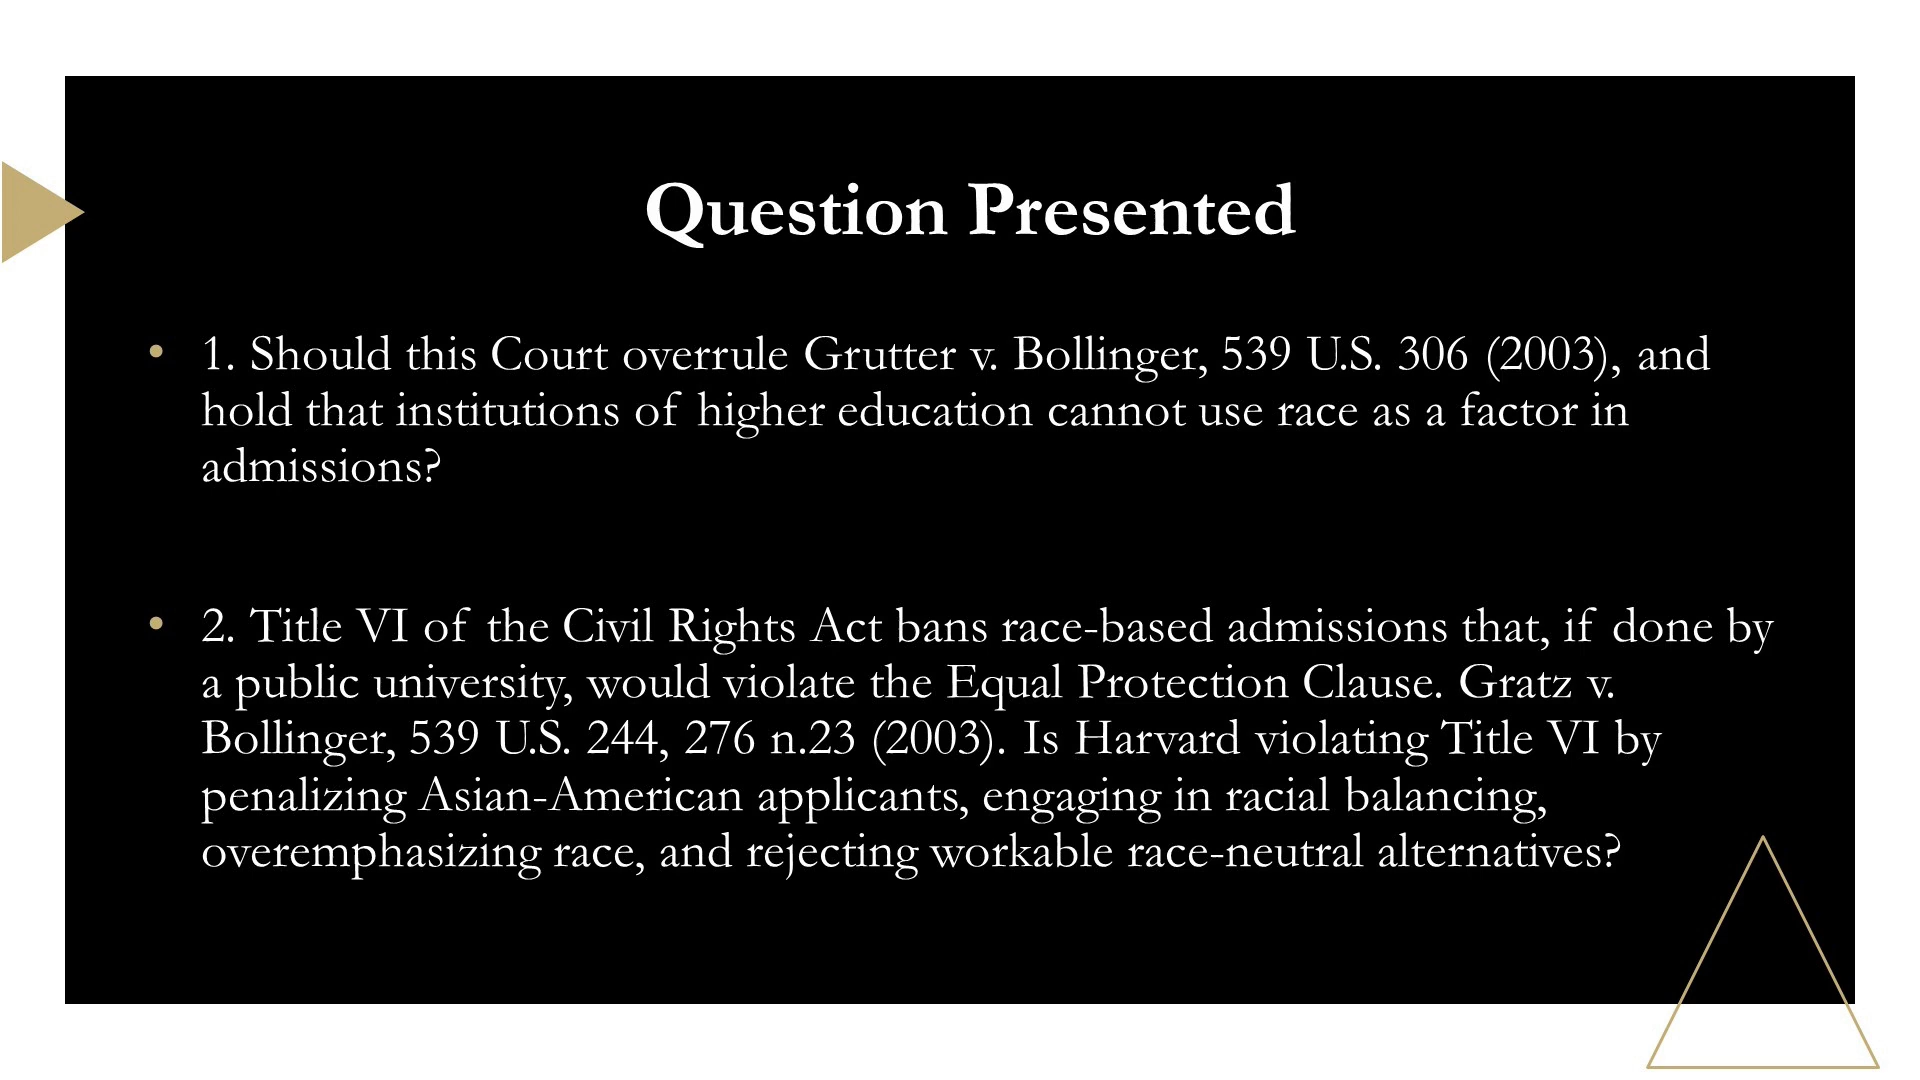 Question Presented
• 1. Should this Court overrule Grutter v. Bollinger, 539 U.S. 306 (2003), and
hold that institutions of higher education cannot use race as a factor in
admissions?
• 2. Title VI of the Civil Rights Act bans race-based admissions that, if done by
a public university, would violate the Equal Protection Clause. Gratz v.
Bollinger, 539 U.S. 244, 276 n.23 (2003). Is Harvard violating Title VI by
penalizing Asian-American applicants, engaging in racial balancing,
overemphasizing race, and rejecting workable race-neutral alternatives?